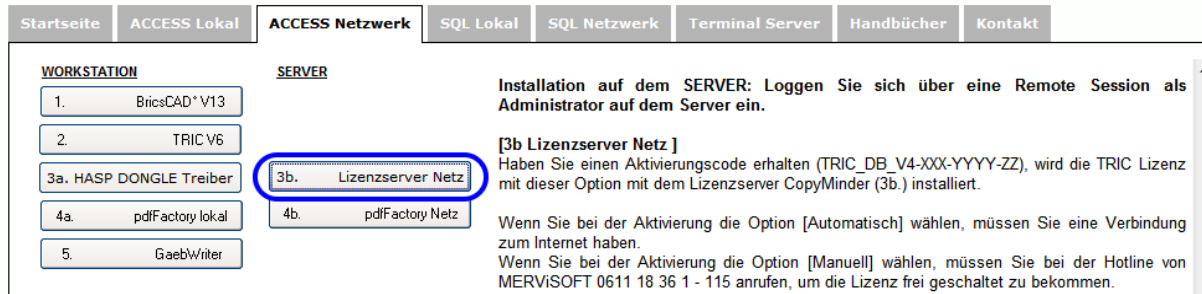 Startseite ACCESS Lokal ACCESS Netzwerk SQL Lokal SQL Netzwerk Terminal Server Handbücher Kontakt
WORKSTATION
1. BricsCAD* V13
2. TRIC V6
3a. HASP DONGLE Treiber
4a. pdfFactory lokal
5. GaebWriter
SERVER
3b. Lizenzserver Netz
4b. pdfFactory Netz
Installation auf dem SERVER: Loggen Sie sich über eine Remote Session als
Administrator auf dem Server ein.
[3b Lizenzserver Netz ]
Haben Sie einen Aktivierungscode erhalten (TRIC_DB_V4-XXX-YYYY-ZZ), wird die TRIC Lizenz
mit dieser Option mit dem Lizenzserver CopyMinder (3b.) installiert.
Wenn Sie bei der Aktivierung die Option [Automatisch] wählen, müssen Sie eine Verbindung
zum Internet haben.
Wenn Sie bei der Aktivierung die Option [Manuell] wählen, müssen Sie bei der Hotline von
MERViSOFT 0611 18 36 1 - 115 anrufen, um die Lizenz frei geschaltet zu bekommen.